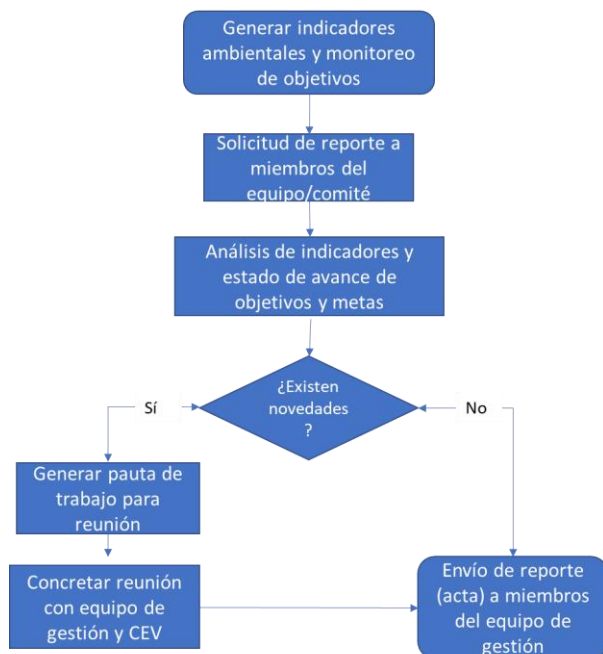 Generar indicadores
ambientales y monitoreo
de objetivos
Solicitud de reporte a
miembros del
equipo/comité
Análisis de indicadores y
estado de avance de
objetivos y metas
¿Existen
novedades
?
Sí
No
Generar pauta de
trabajo para
reunión
Concretar reunión
con equipo de
gestión y CEV
Envío de reporte
(acta) a miembros
del equipo de
gestión